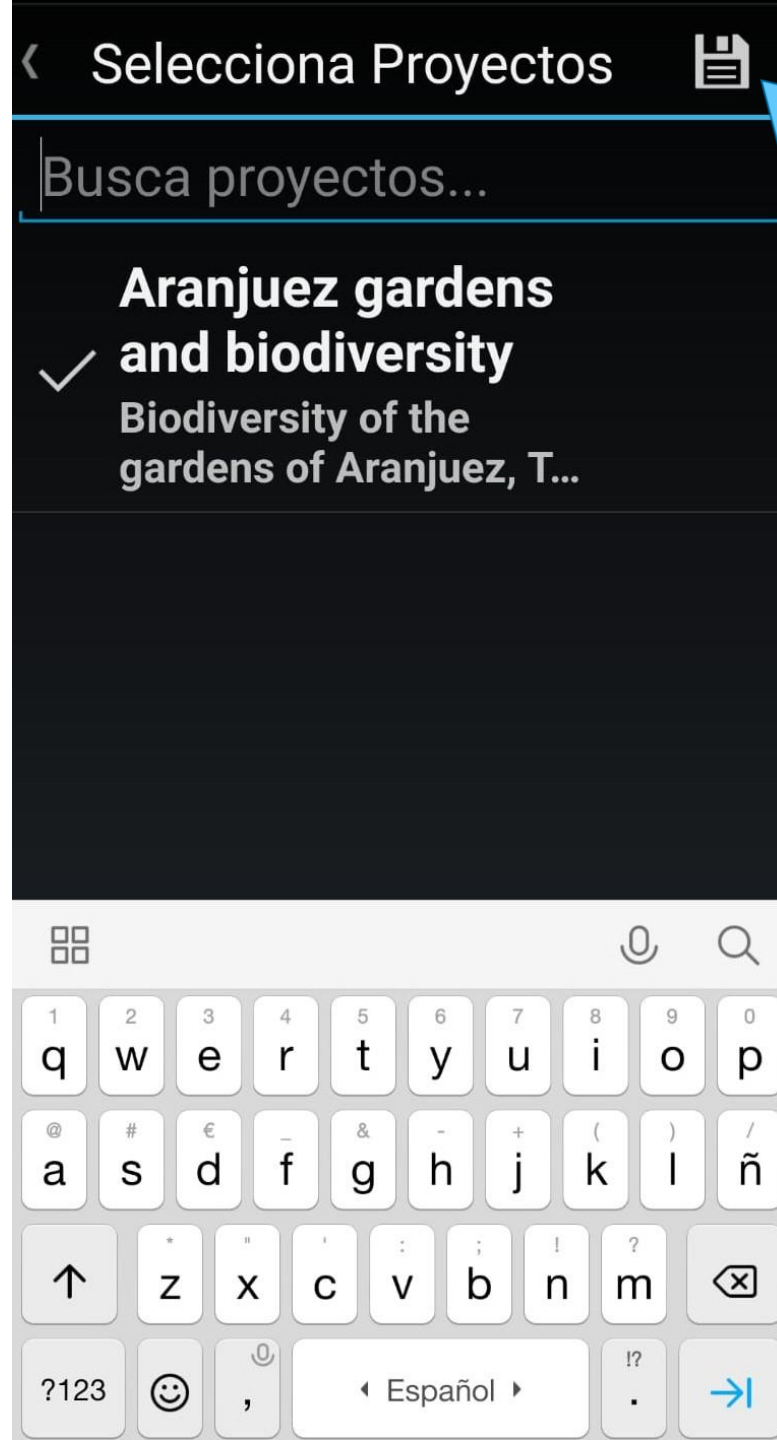 Selecciona Proyectos
Busca proyectos...
Aranjuez gardens
and biodiversity
Biodiversity of the
gardens of Aranjuez, T...
1 2 3 4 5 6 7 8 9 0
q w e r t y u i o p
@ # € _ & - + ( ) /
a s d f g h j k l ñ
* " ' : ; ! ?
z x c v b n m
!?
?123 , Español .